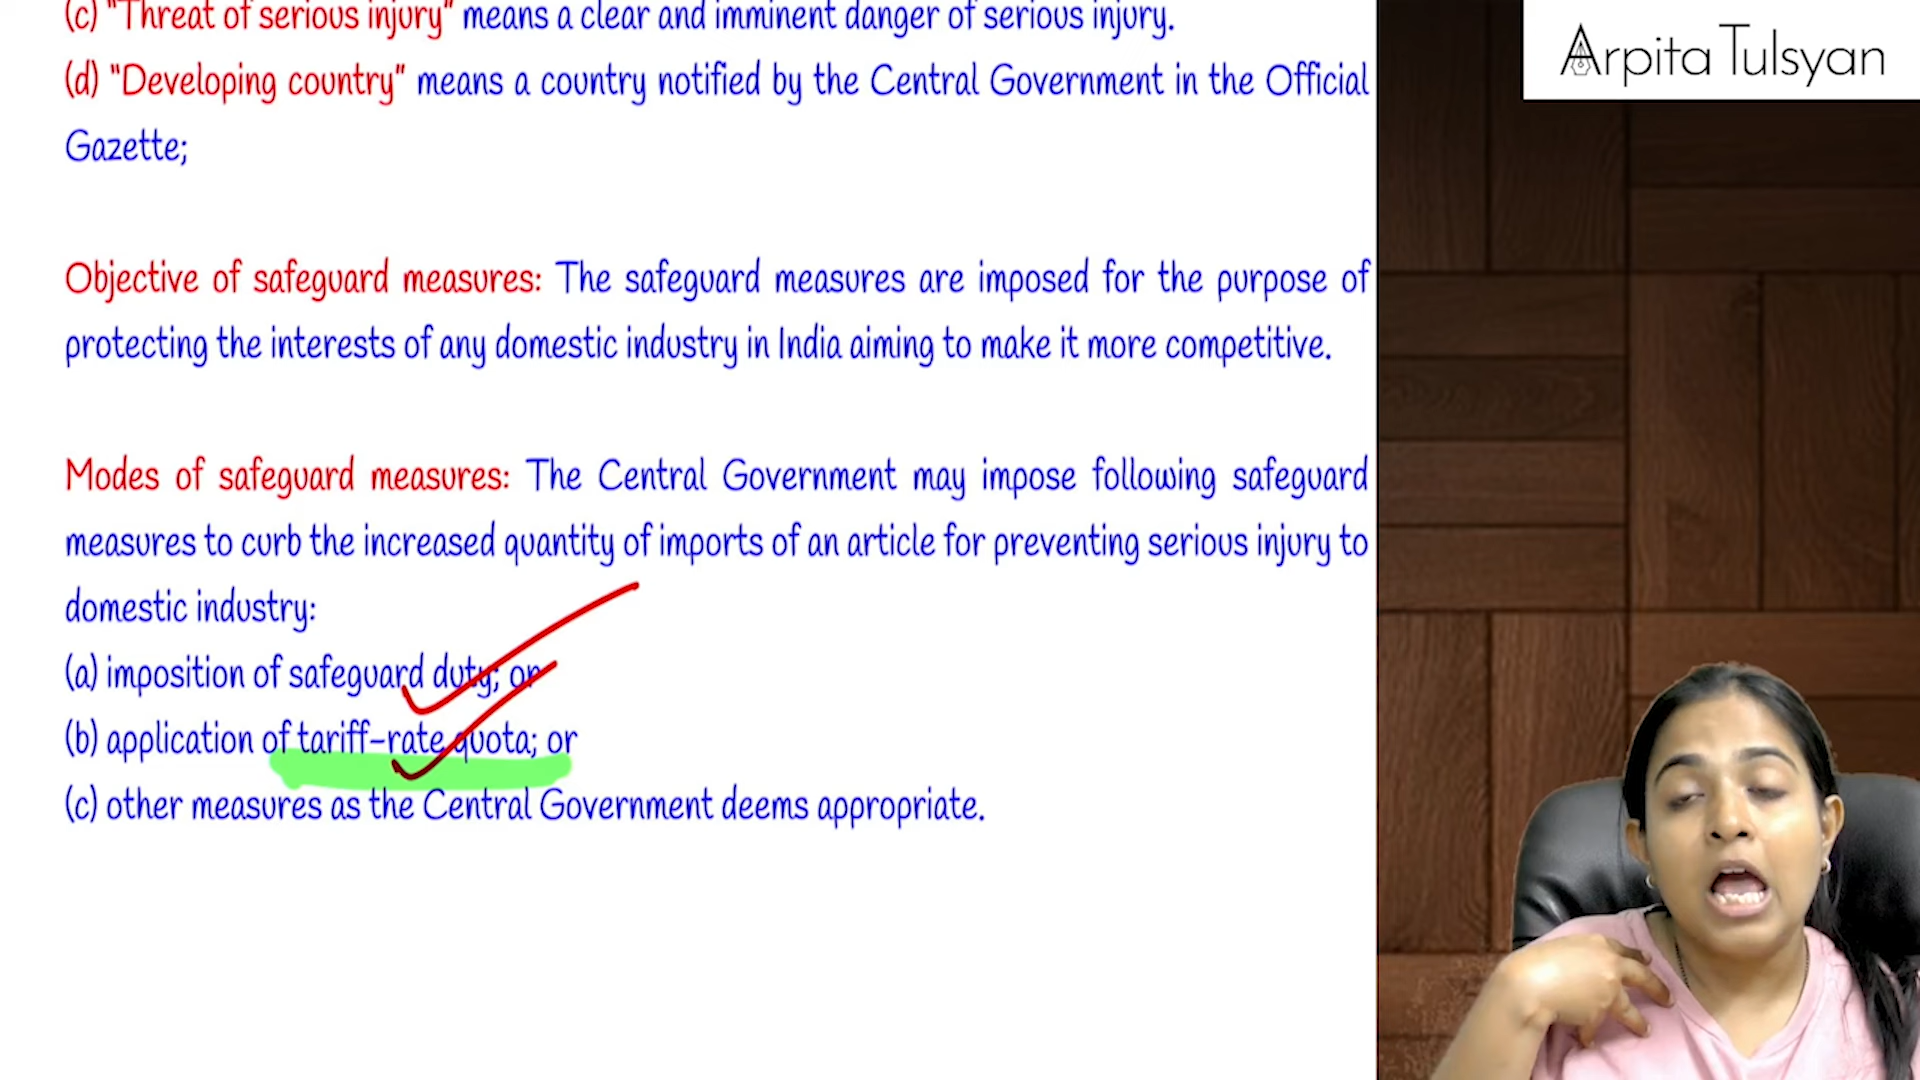 (c) "Threat of serious injury" means a clear and imminent danger of serious injury.
(d) "Developing country" means a country notified by the Central Government in the Official
Gazette;
Objective of safeguard measures: The safeguard measures are imposed for the purpose of
protecting the interests of any domestic industry in India aiming to make it more competitive.
Modes of safeguard measures: The Central Government may impose following safeguard
measures to curb the increased quantity of imports of an article for preventing serious injury to
domestic industry:
(a) imposition of safeguard duty; or
(b) application of tariff-rate quota; or
(c) other measures as the Central Government deems appropriate.
Arpita Tulsyan